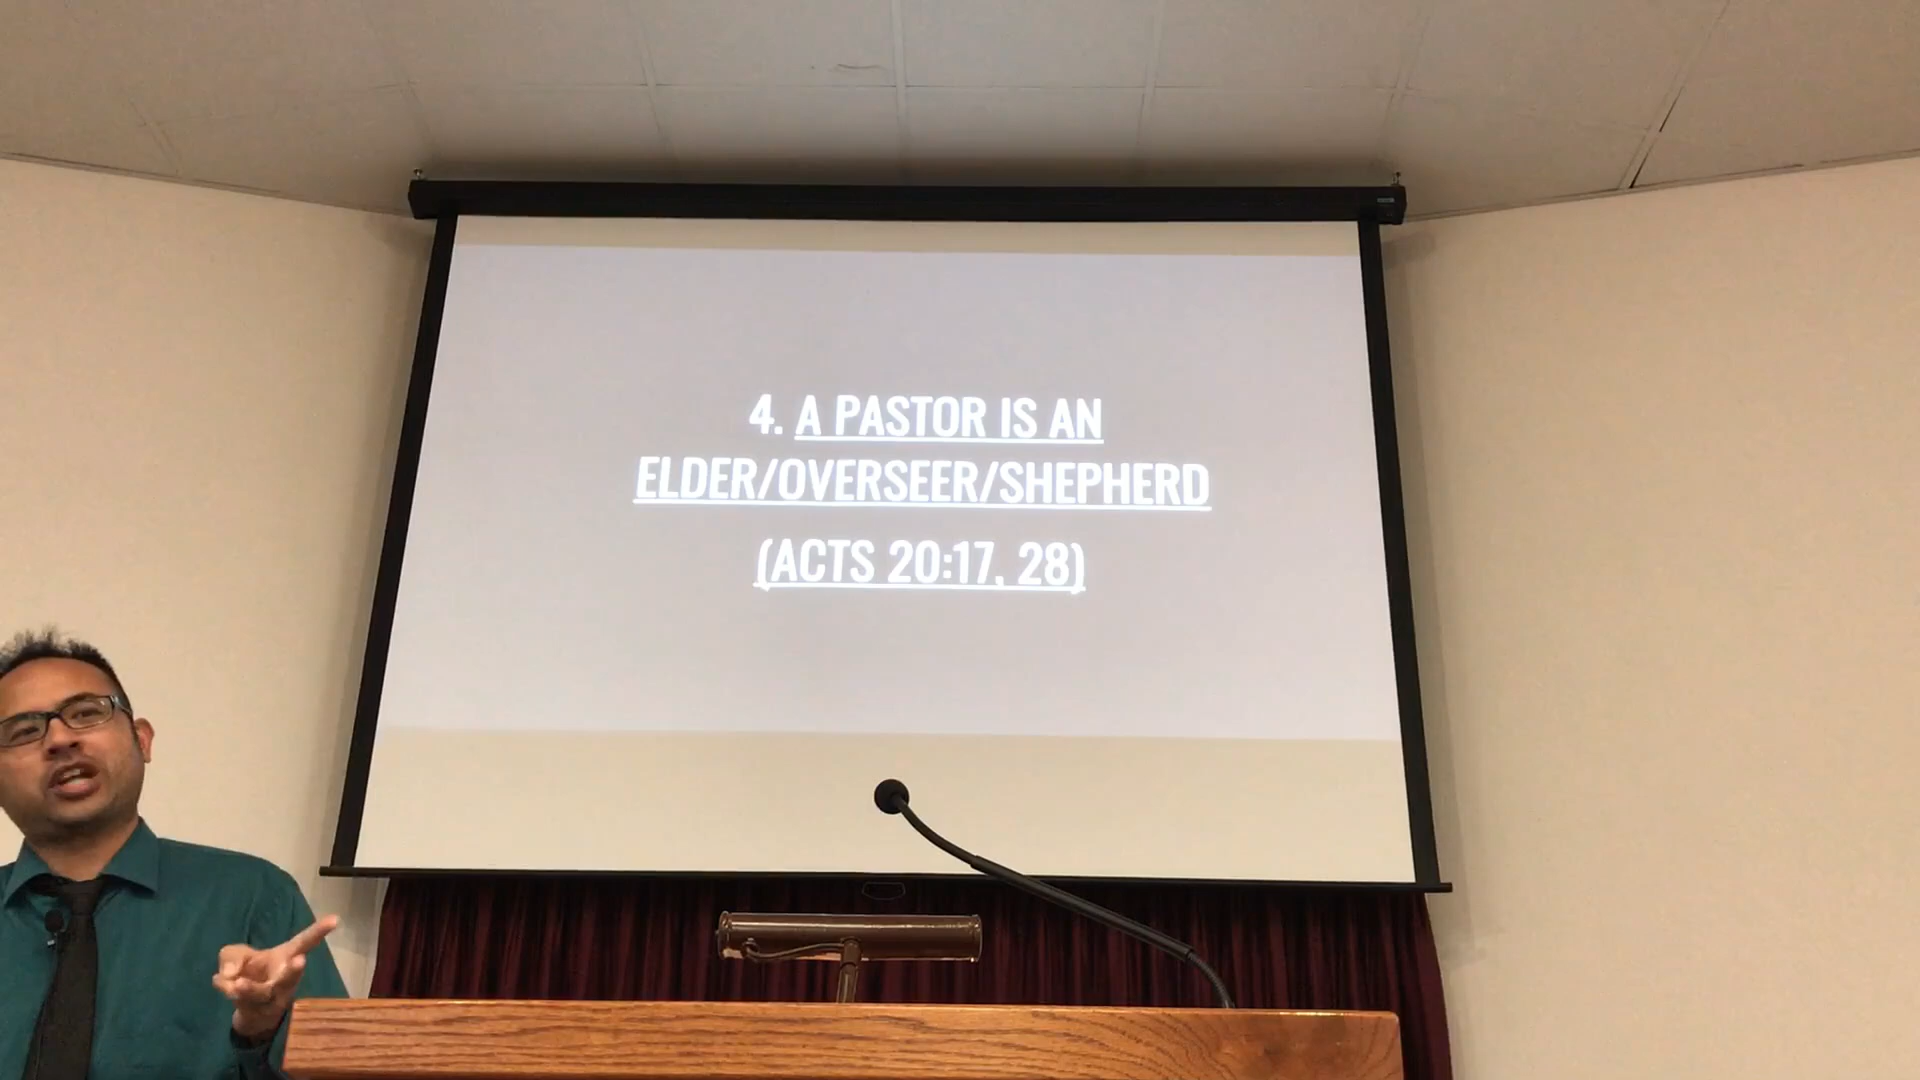 4. A PASTOR IS AN
ELDER/OVERSEER/SHEPHERD
(ACTS 20:17, 28)